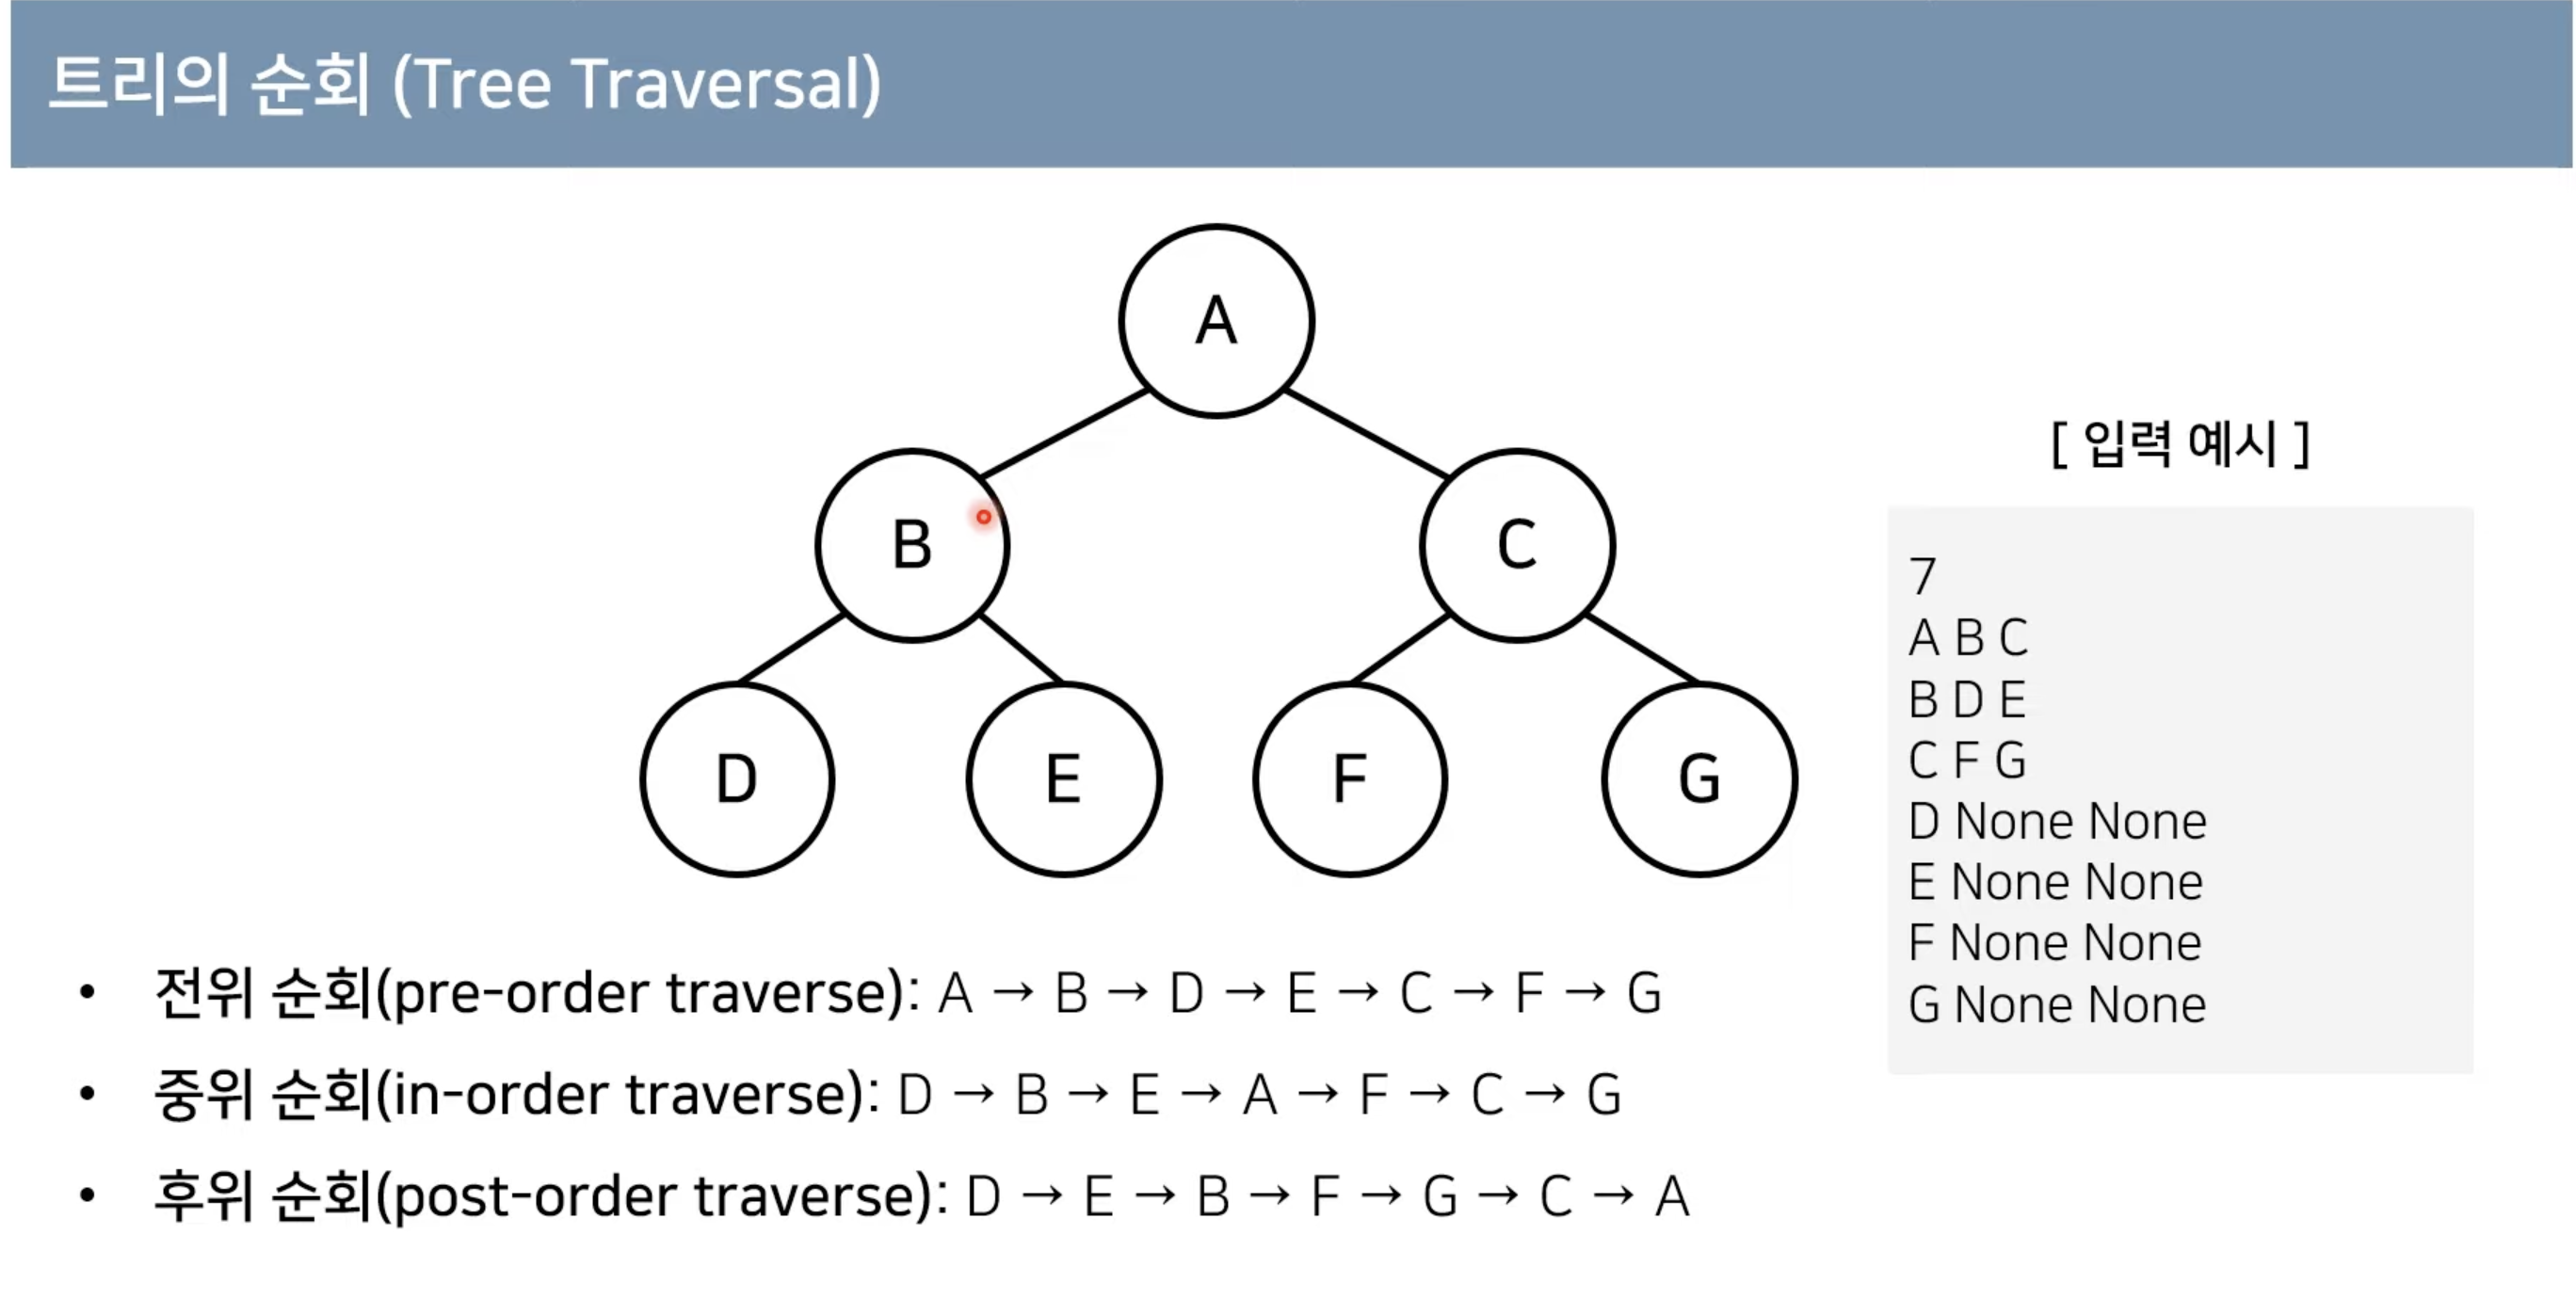 트리의 순회 (Tree Traversal)
A
B
C
D
E
F
G
[ 입력 예시 ]
7
A B C
B D E
C F G
D None None
E None None
F None None
G None None
• 전위 순회(pre-order traverse): A → B → D → E → C → F → G
• 중위 순회(in-order traverse): D → B → E → A → F → C → G
• 후위 순회(post-order traverse): D → E → B → F → G → C → A